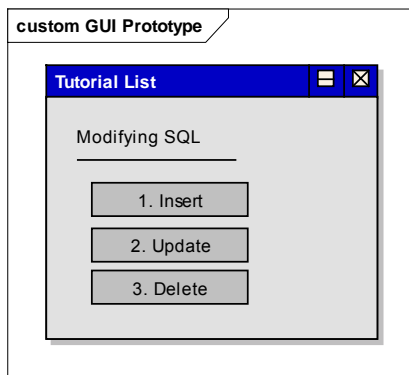 custom GUI Prototype
Tutorial List
Modifying SQL
1. Insert
2. Update
3. Delete